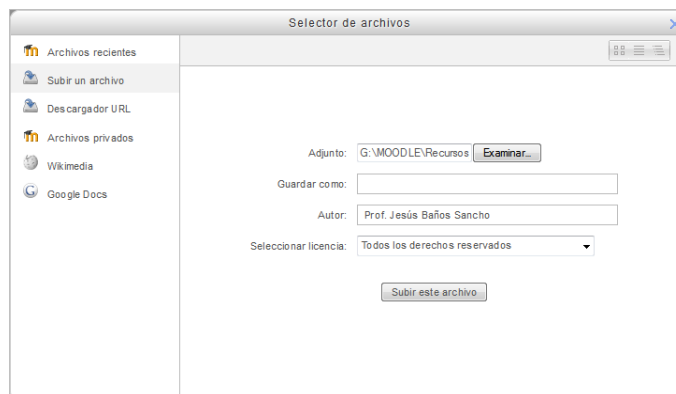 Selector de archivos
Archivos recientes
Subir un archivo
Descargador URL
Archivos privados
Wikimedia
Google Docs
Adjunto: G:\MOODLE\Recursos Examinar...
Guardar como:
Autor: Prof. Jesús Baños Sancho
Seleccionar licencia: Todos los derechos reservados
Subir este archivo